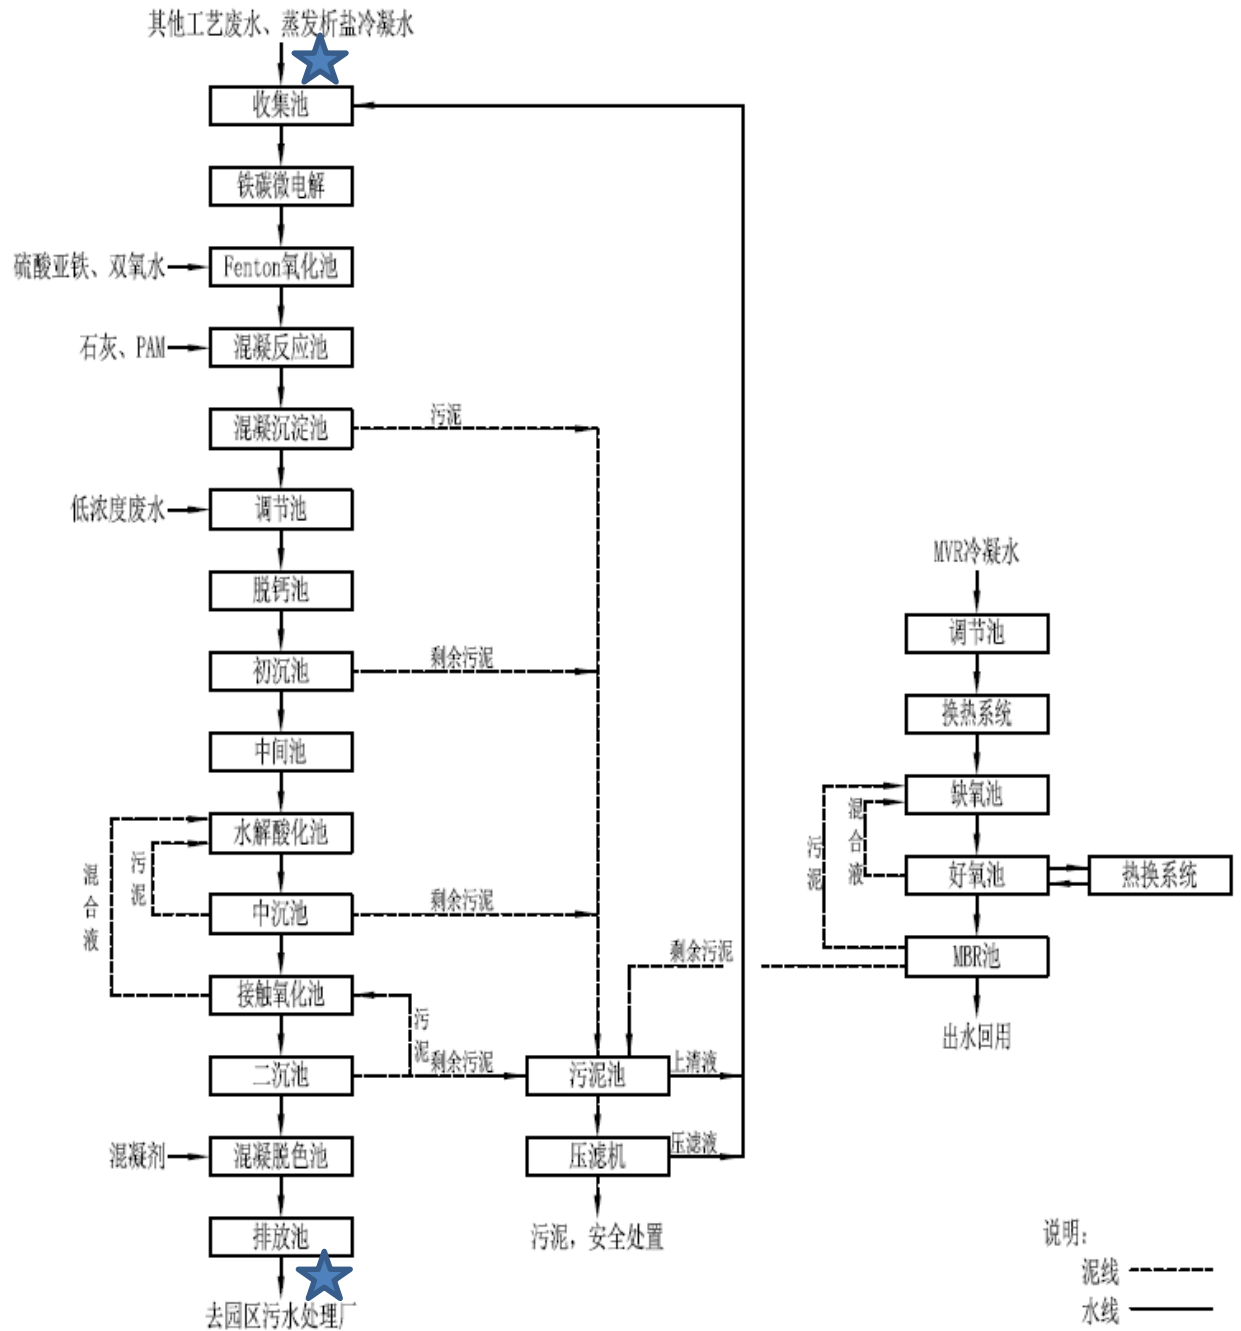 其他工艺废水、蒸发析盐冷凝水
收集池
铁碳微电解
硫酸亚铁、双氧水
Fenton氧化池
石灰、PAM
混凝反应池
混凝沉淀池
污泥
低浓度废水
调节池
脱钙池
初沉池
剩余污泥
中间池
水解酸化池
混合液
污泥
中沉池
剩余污泥
接触氧化池
污泥
二沉池
剩余污泥
混凝剂
混凝脱色池
排放池
去园区污水处理厂
污泥池
上清液
压滤机
压滤液
污泥，安全处置
MVR冷凝水
调节池
换热系统
缺氧池
混合液
污泥
好氧池
热换系统
MBR池
剩余污泥
出水回用
说明：
泥线
水线